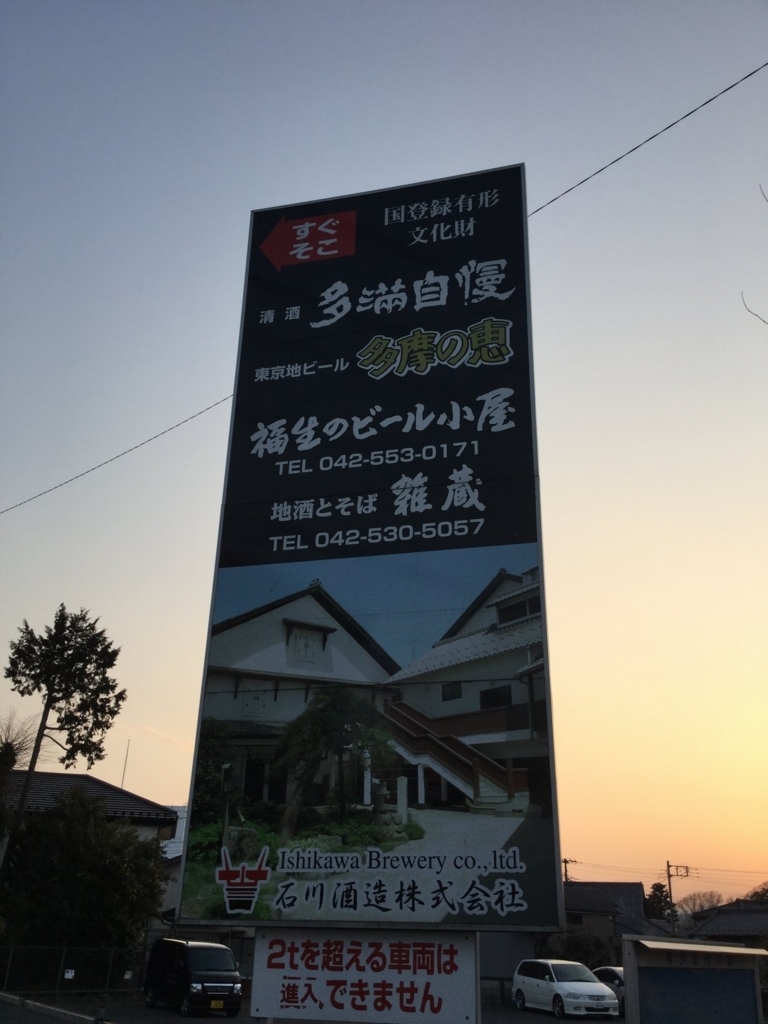 すぐ
そこ
国登録有形
文化財
清酒 多満自慢
東京地ビール 多摩の恵
福生のビール小屋
TEL 042-553-0171
地酒とそば 雑蔵
TEL 042-530-5057
Ishikawa Brewery co.,ltd.
石川酒造株式会社
2tを超える車両は
進入できません